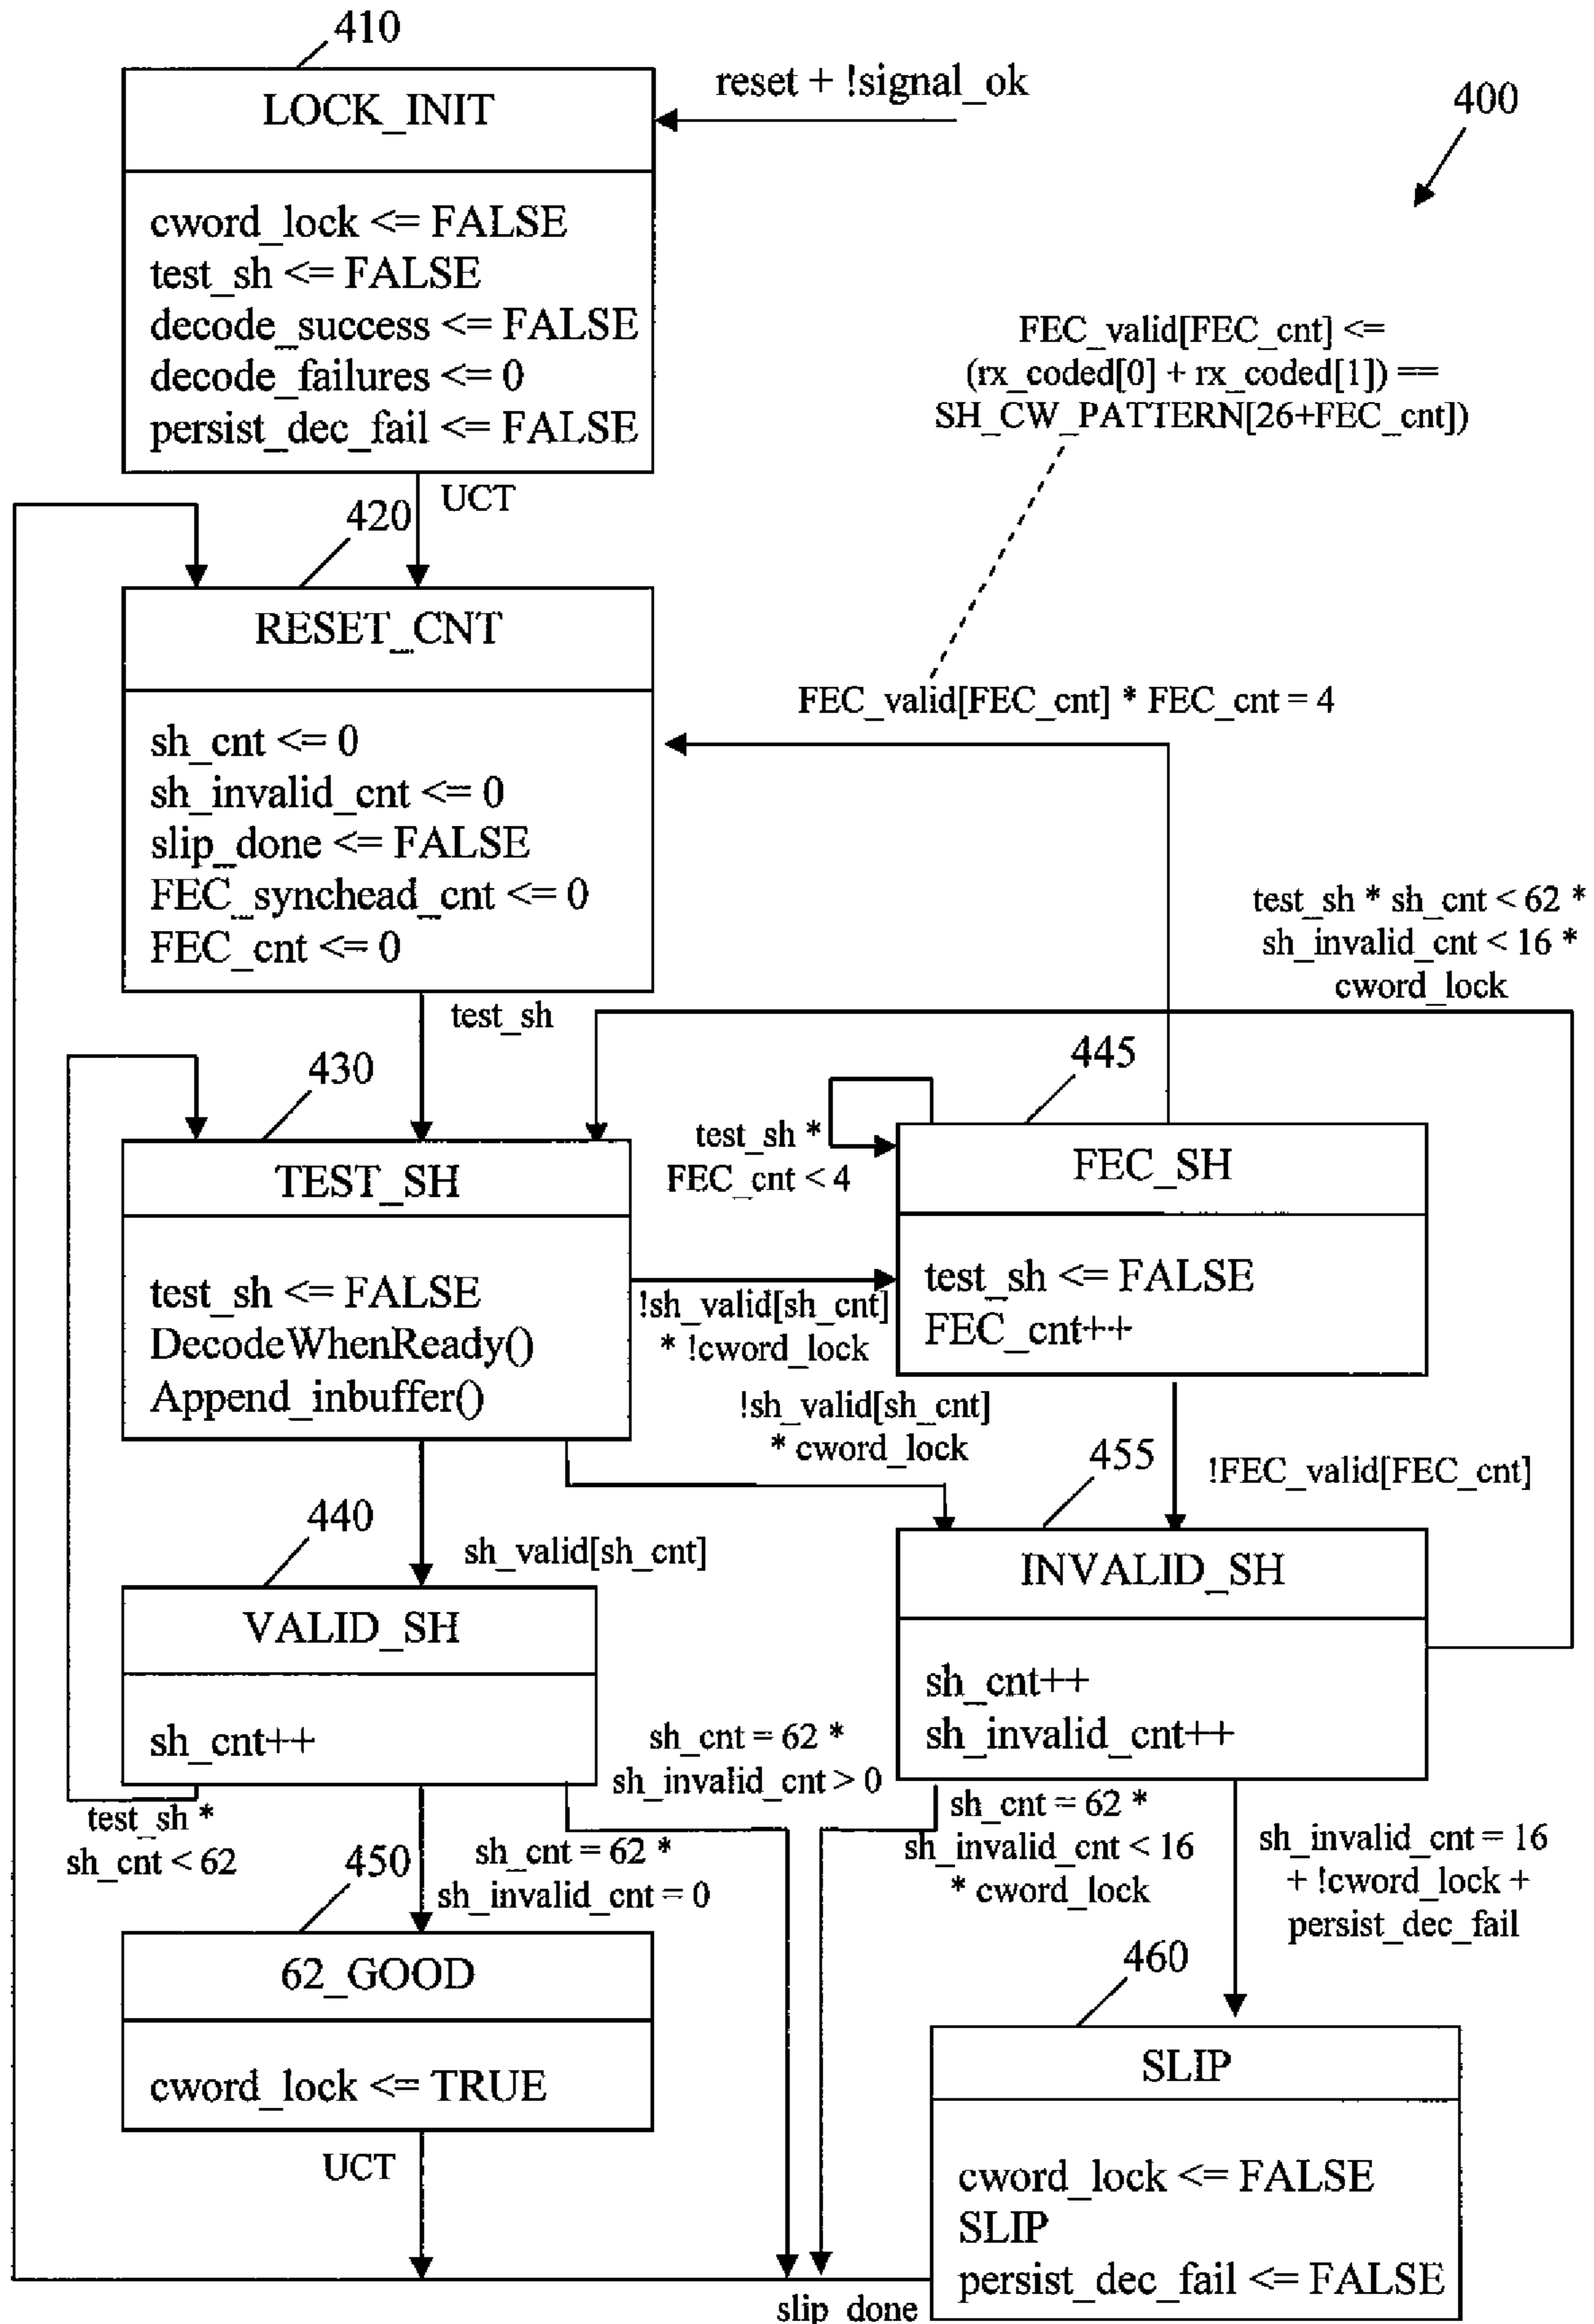 410
LOCK_INIT
reset + !signal_ok
400
cword_lock <= FALSE
test_sh <= FALSE
decode_success <= FALSE
decode_failures <= 0
persist_dec_fail <= FALSE
FEC_valid[FEC_cnt] <=
(rx_coded[0] + rx_coded[1]) ==
SH_CW_PATTERN[26+FEC_cnt])
UCT
420
RESET_CNT
sh_cnt <= 0
sh_invalid_cnt <= 0
slip_done <= FALSE
FEC_synchead_cnt <= 0
FEC_cnt <= 0
FEC_valid[FEC_cnt] * FEC_cnt = 4
test_sh * sh_cnt < 62 *
sh_invalid_cnt < 16 *
cword_lock
test_sh
430
TEST_SH
test_sh <= FALSE
DecodeWhenReady()
Append_inbuffer()
445
test_sh *
FEC_cnt < 4
FEC_SH
test_sh <= FALSE
FEC_cnt++
!sh_valid[sh_cnt]
* !cword_lock
!sh_valid[sh_cnt]
* cword_lock
455
!FEC_valid[FEC_cnt]
440
sh_valid[sh_cnt]
VALID_SH
sh_cnt++
INVALID_SH
sh_cnt++
sh_invalid_cnt++
sh_cnt = 62 *
sh_invalid_cnt > 0
test_sh *
sh_cnt < 62
450
sh_cnt = 62 *
sh_invalid_cnt = 0
sh_cnt = 62 *
sh_invalid_cnt < 16
* cword_lock
sh_invalid_cnt = 16
+ !cword_lock +
persist_dec_fail
62_GOOD
cword_lock <= TRUE
UCT
460
SLIP
cword_lock <= FALSE
SLIP
persist_dec_fail <= FALSE
slip_done